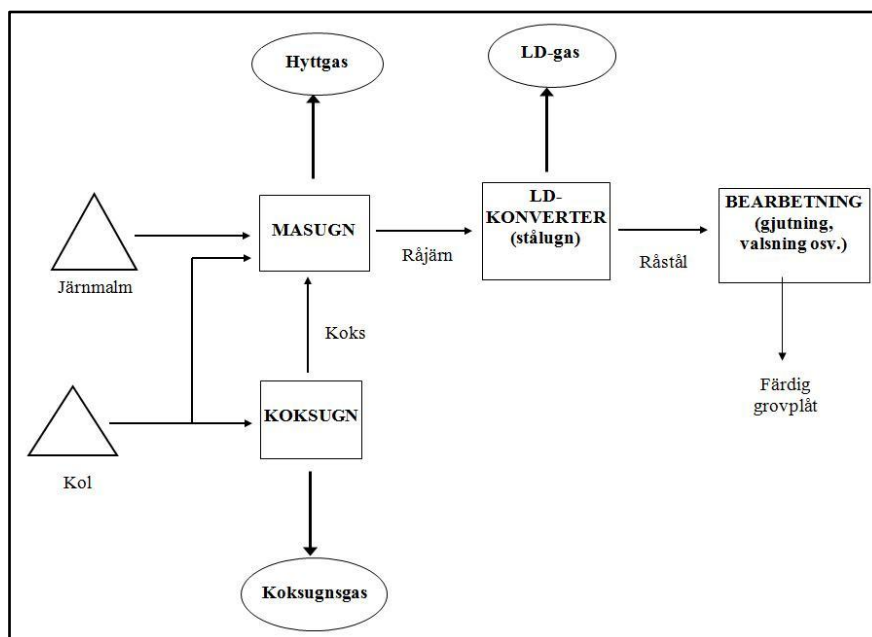 Hyttgas
LD-gas
Järnmalm
MASUGN
Råjärn
LD-
KONVERTER
(stålugn)
Råstål
BEARBETNING
(gjutning,
valsning osv.)
Koks
Kol
KOKSUGN
Färdig
grovplåt
Koksugnsgas